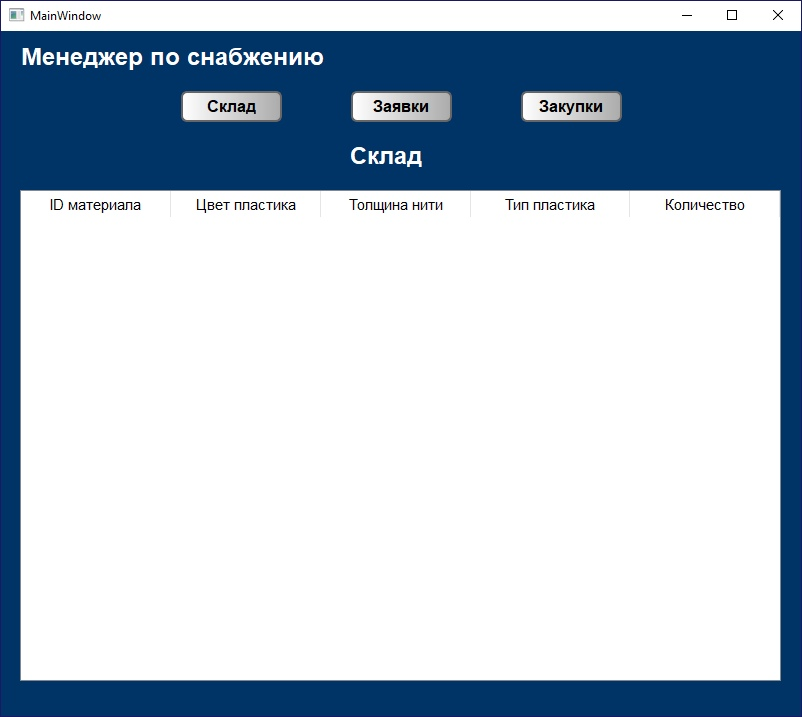 MainWindow
Менеджер по снабжению
Склад Заявки Закупки
Склад
ID материала Цвет пластика Толщина нити Тип пластика Количество